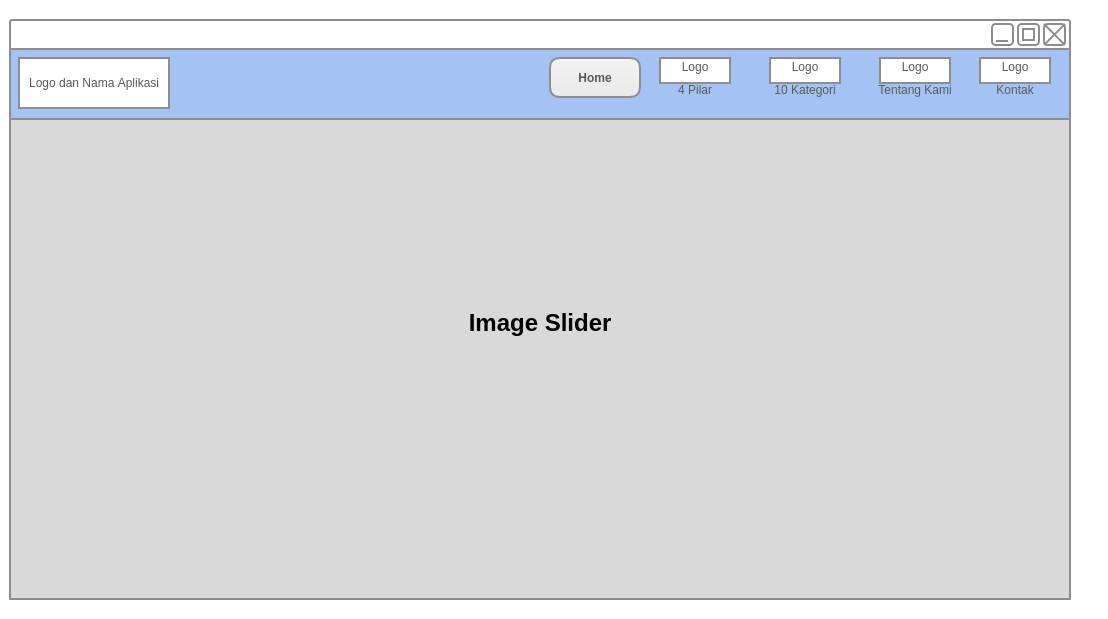 Logo dan Nama Aplikasi
Home
Logo
4 Pilar
Logo
10 Kategori
Logo
Tentang Kami
Logo
Kontak
Image Slider